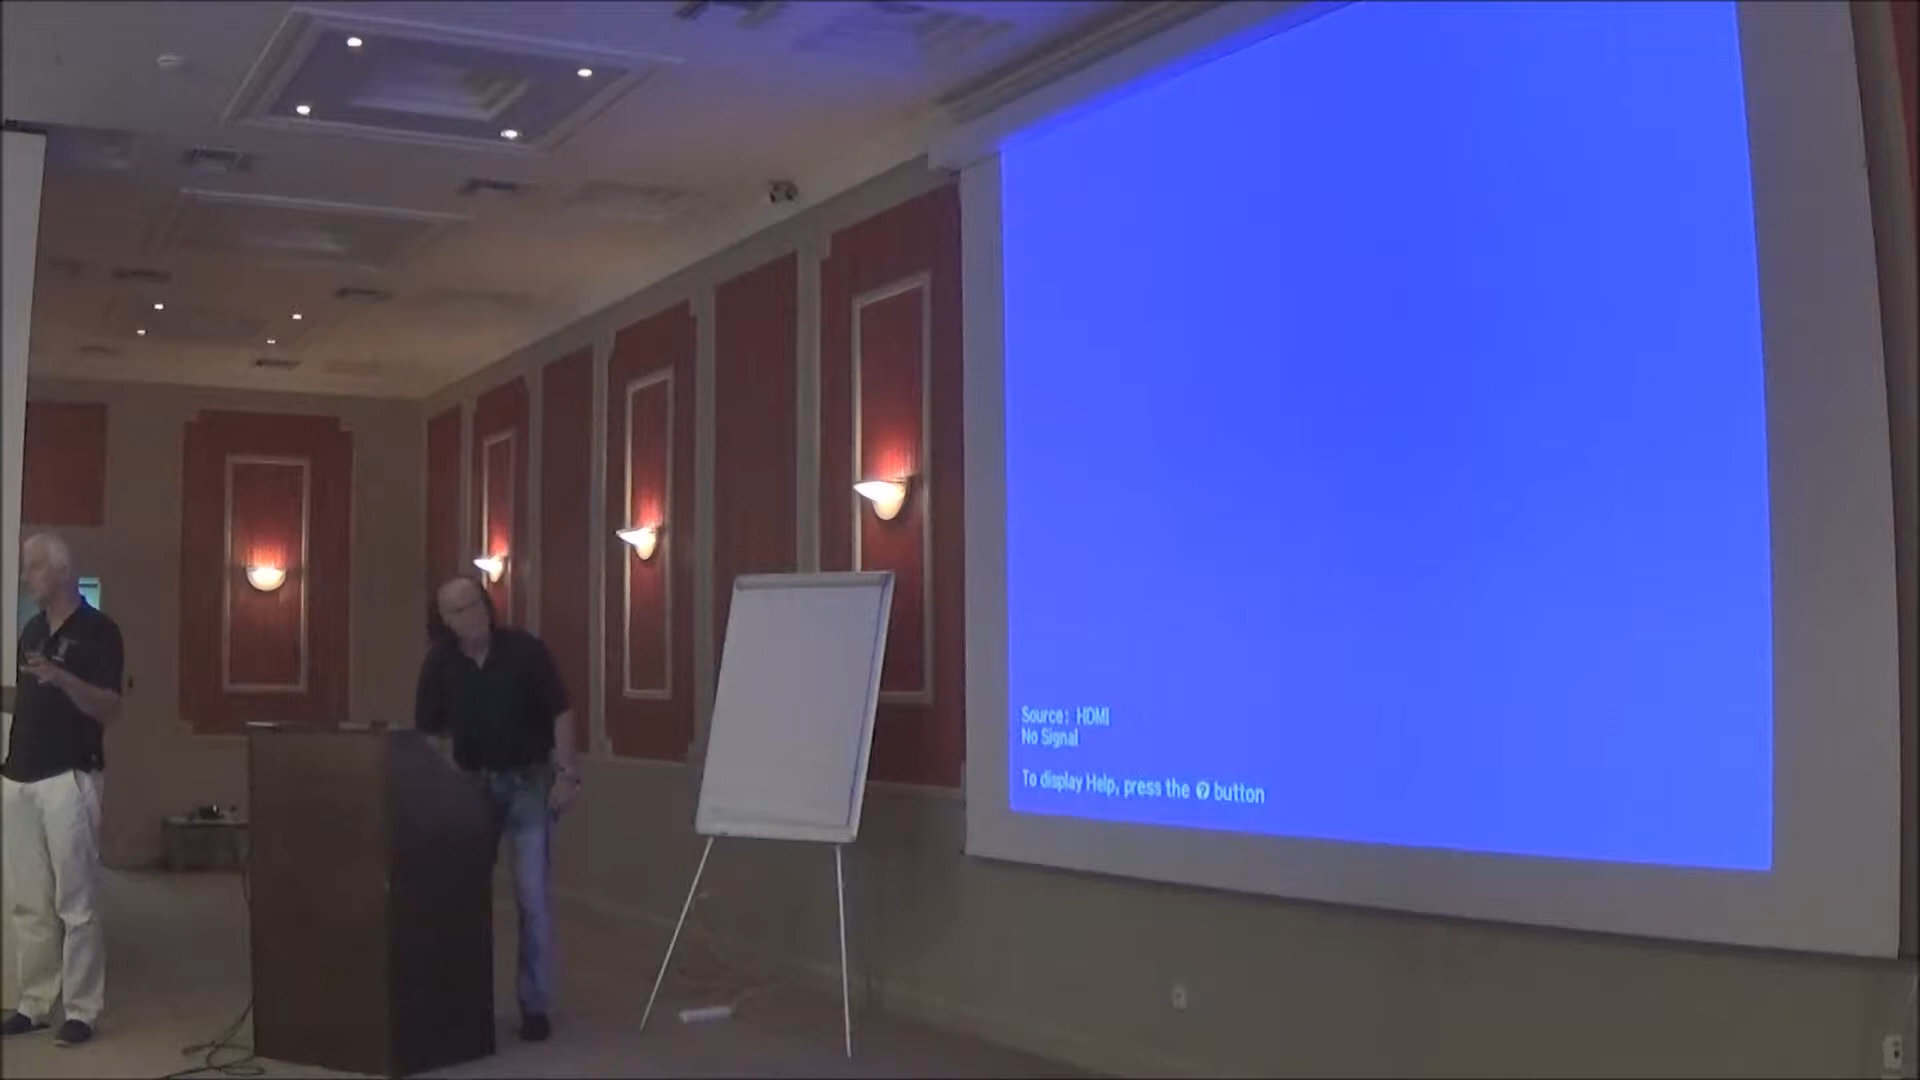 Source: HDMI
No Signal
To display Help, press the ? button